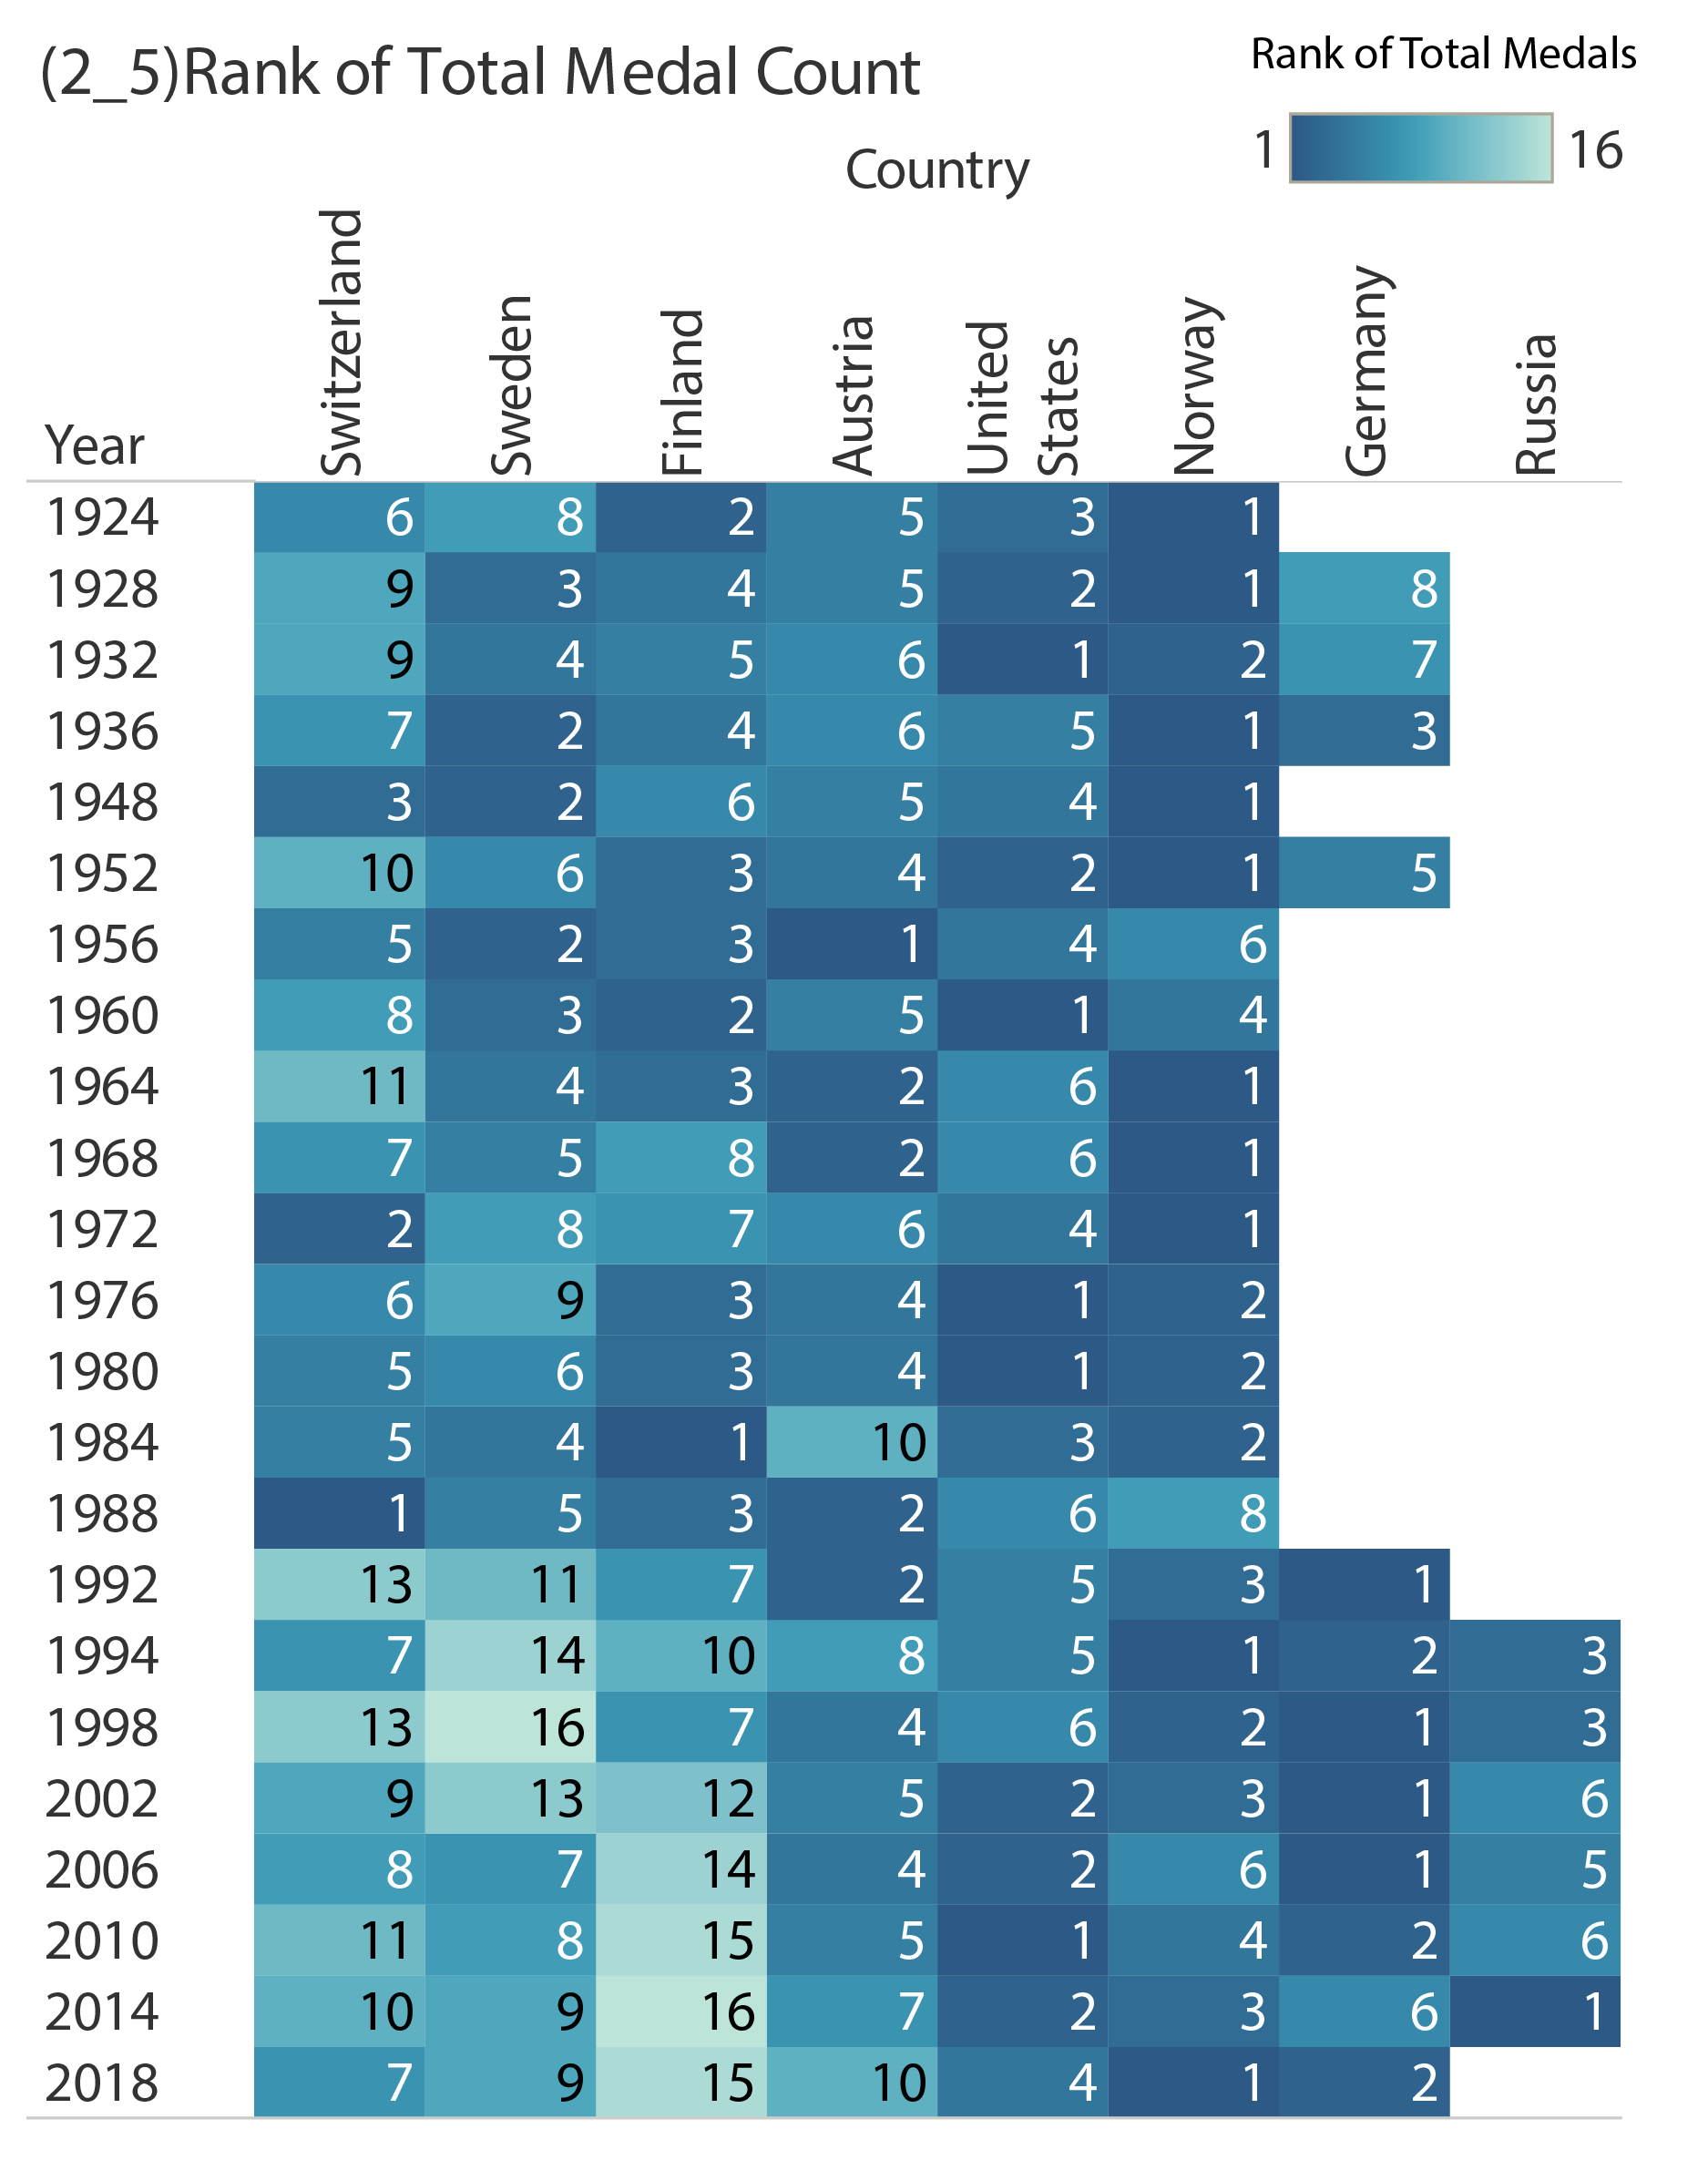 (2_5)Rank of Total Medal Count
Rank of Total Medals
1 16
Country
Year Switzerland Sweden Finland Austria United States Norway Germany Russia
1924 6 8 2 5 3 1
1928 9 3 4 5 2 1 8
1932 9 4 5 6 1 2 7
1936 7 2 4 6 5 1 3
1948 3 2 6 5 4 1
1952 10 6 3 4 2 1 5
1956 5 2 3 1 4 6
1960 8 3 2 5 1 4
1964 11 4 3 2 6 1
1968 7 5 8 2 6 1
1972 2 8 7 6 4 1
1976 6 9 3 4 1 2
1980 5 6 3 4 1 2
1984 5 4 1 10 3 2
1988 1 5 3 2 6 8
1992 13 11 7 2 5 3 1
1994 7 14 10 8 5 1 2 3
1998 13 16 7 4 6 2 1 3
2002 9 13 12 5 2 3 1 6
2006 8 7 14 4 2 6 1 5
2010 11 8 15 5 1 4 2 6
2014 10 9 16 7 2 3 6 1
2018 7 9 15 10 4 1 2